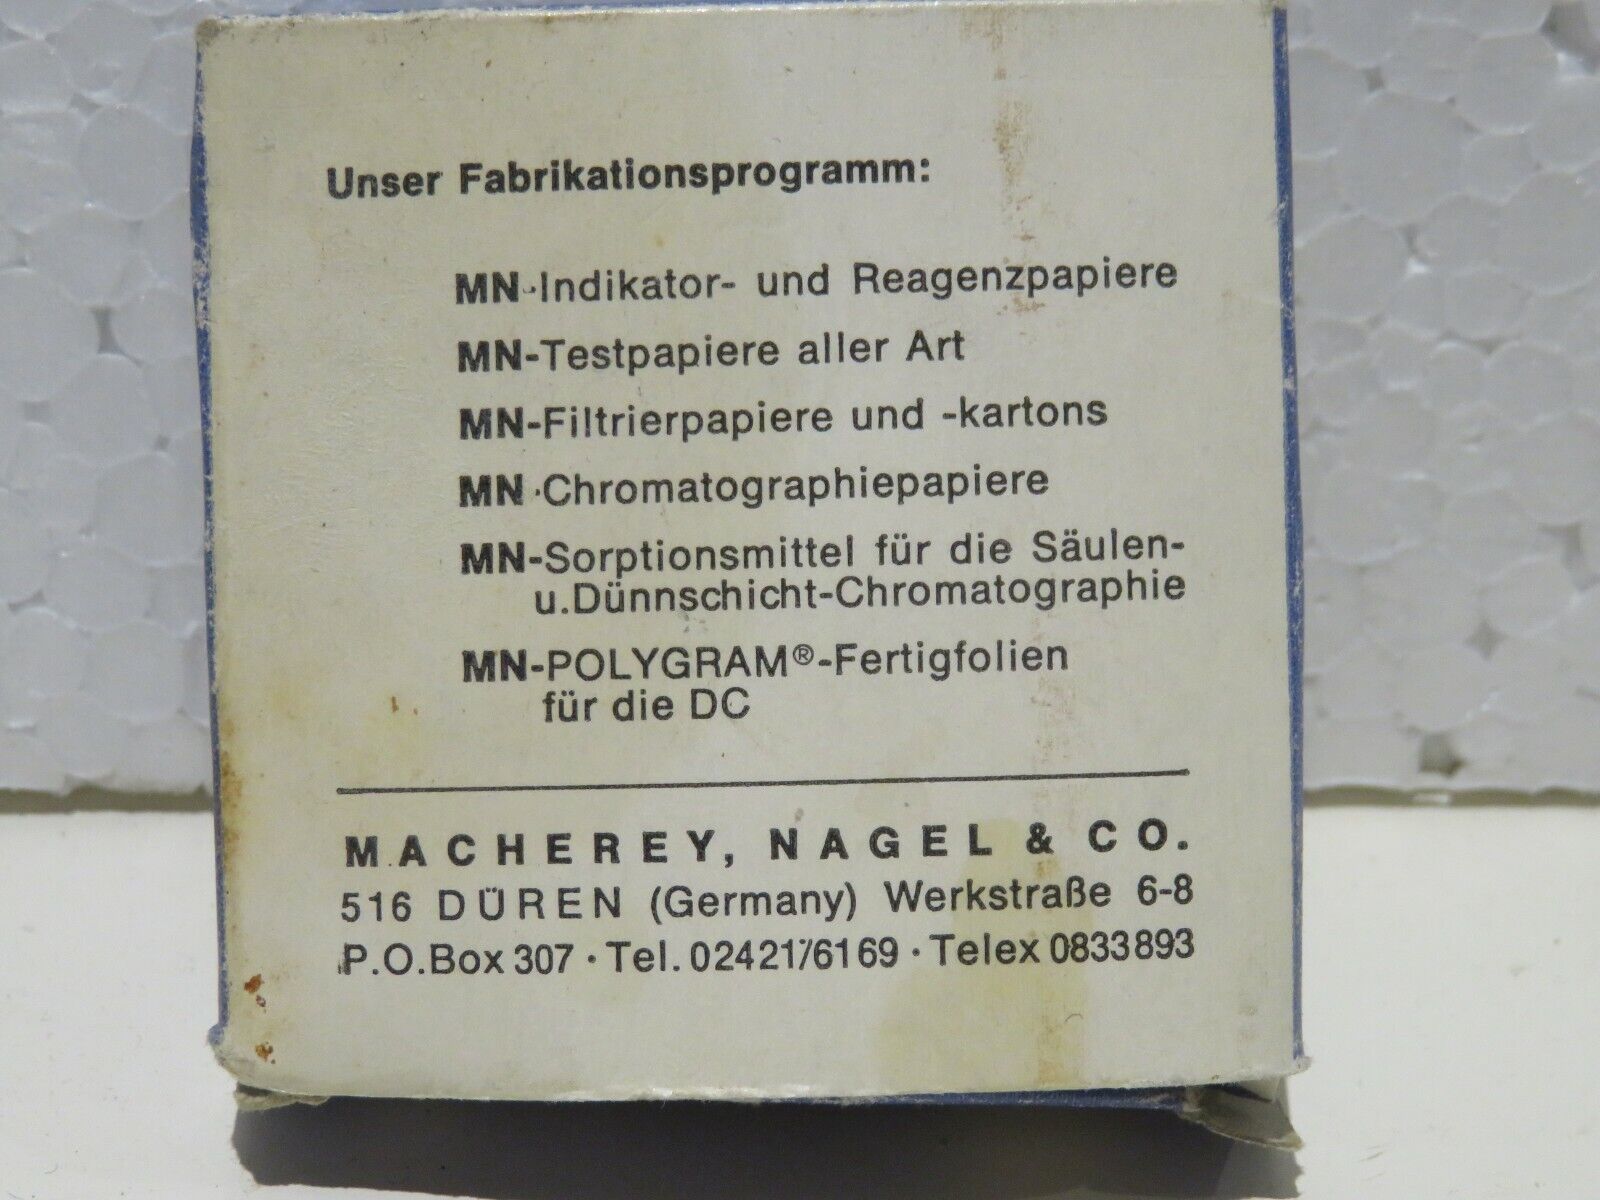 Unser Fabrikationsprogramm:
MN-Indikator- und Reagenzpapiere
MN-Testpapiere aller Art
MN-Filtrierpapiere und -kartons
MN-Chromatographiepapiere
MN-Sorptionsmittel für die Säulen-
u.Dünnschicht-Chromatographie
MN-POLYGRAM®-Fertigfolien
für die DC
MACHEREY, NAGEL & CO.
516 DÜREN (Germany) Werkstraße 6-8
P.O.Box 307 · Tel. 02421/6169 · Telex 0833893